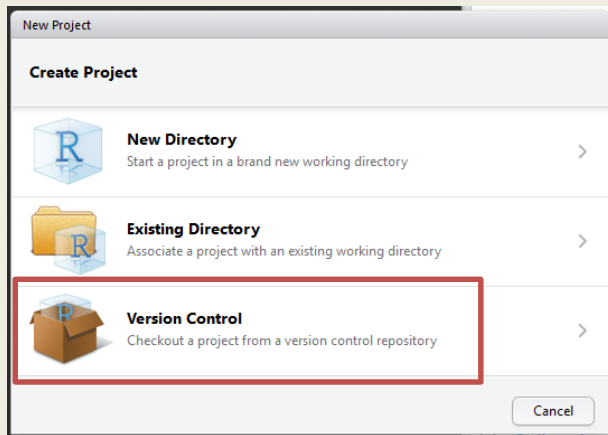 New Project
Create Project
R
New Directory
Start a project in a brand new working directory
R
Existing Directory
Associate a project with an existing working directory
R
Version Control
Checkout a project from a version control repository
Cancel